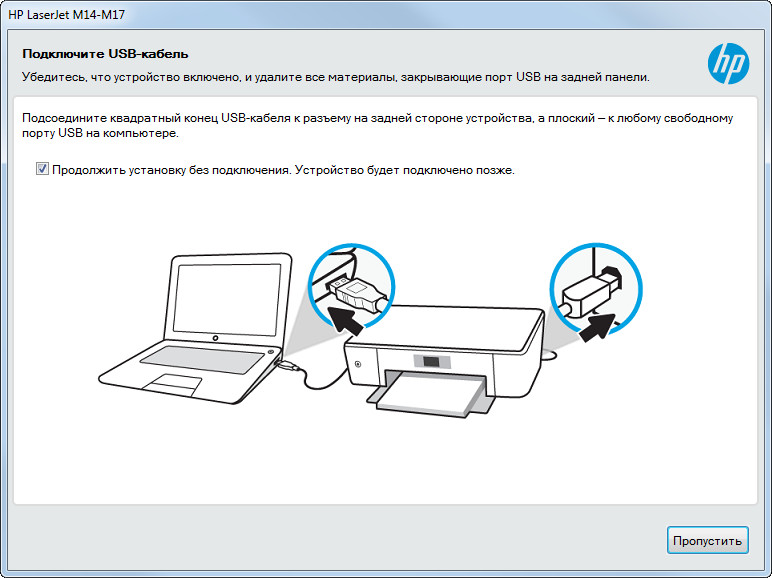 HP LaserJet M14-M17
Подключите USB-кабель
Убедитесь, что устройство включено, и удалите все материалы, закрывающие порт USB на задней панели.
hp
Подсоедините квадратный конец USB-кабеля к разъему на задней стороне устройства, а плоский – к любому свободному
порту USB на компьютере.
Продолжить установку без подключения. Устройство будет подключено позже.
Пропустить